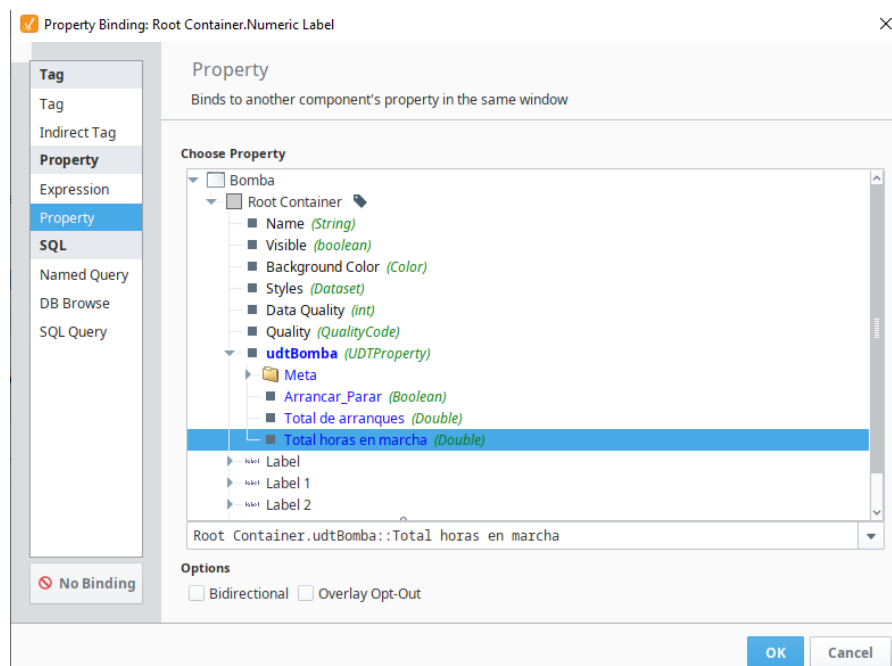 Property Binding: Root Container.Numeric Label
Tag
Tag
Indirect Tag
Property
Expression
Property
SQL
Named Query
DB Browse
SQL Query
No Binding
Property
Binds to another component's property in the same window
Choose Property
Bomba
Root Container
Name (String)
Visible (boolean)
Background Color (Color)
Styles (Dataset)
Data Quality (int)
Quality (QualityCode)
udtBomba (UDTProperty)
Meta
Arrancar_Parar (Boolean)
Total de arranques (Double)
Total horas en marcha (Double)
label Label
label Label 1
label Label 2
Root Container.udtBomba::Total horas en marcha
Options
Bidirectional Overlay Opt-Out
OK Cancel